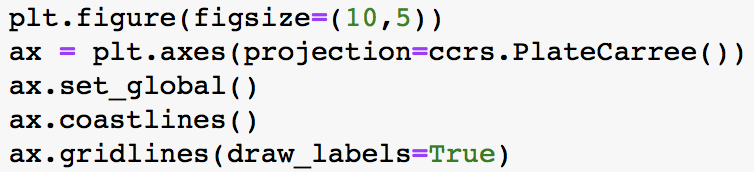 plt.figure(figsize=(10,5))
ax = plt.axes(projection=ccrs.PlateCarree())
ax.set_global()
ax.coastlines()
ax.gridlines(draw_labels=True)